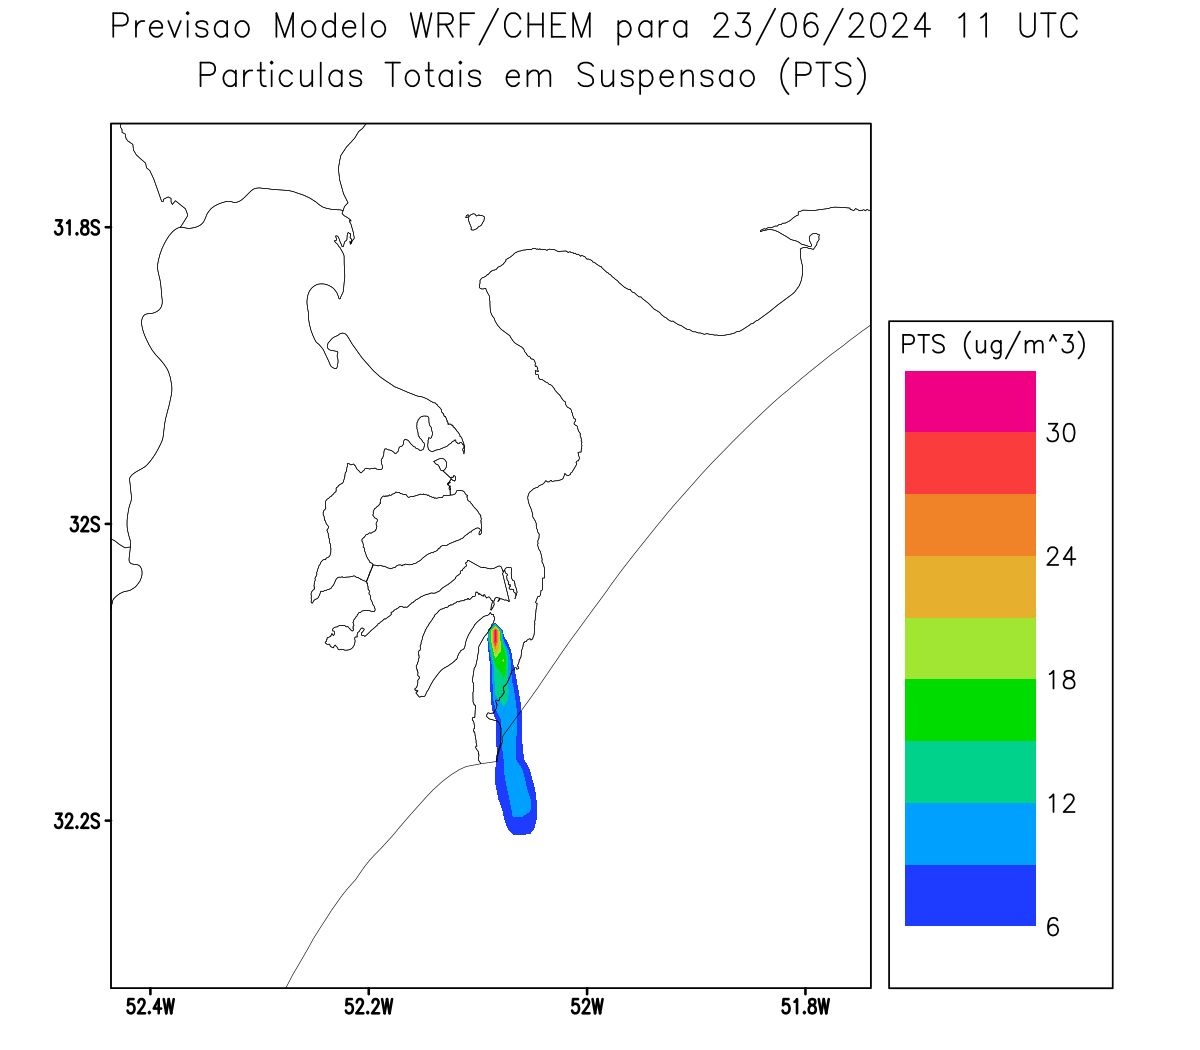 Previsao Modelo WRF/CHEM para 23/06/2024 11 UTC
Particulas Totais em Suspensao (PTS)
31.8S
32S
32.2S
52.4W
52.2W
52W
51.8W
PTS (ug/m^3)
30
24
18
12
6